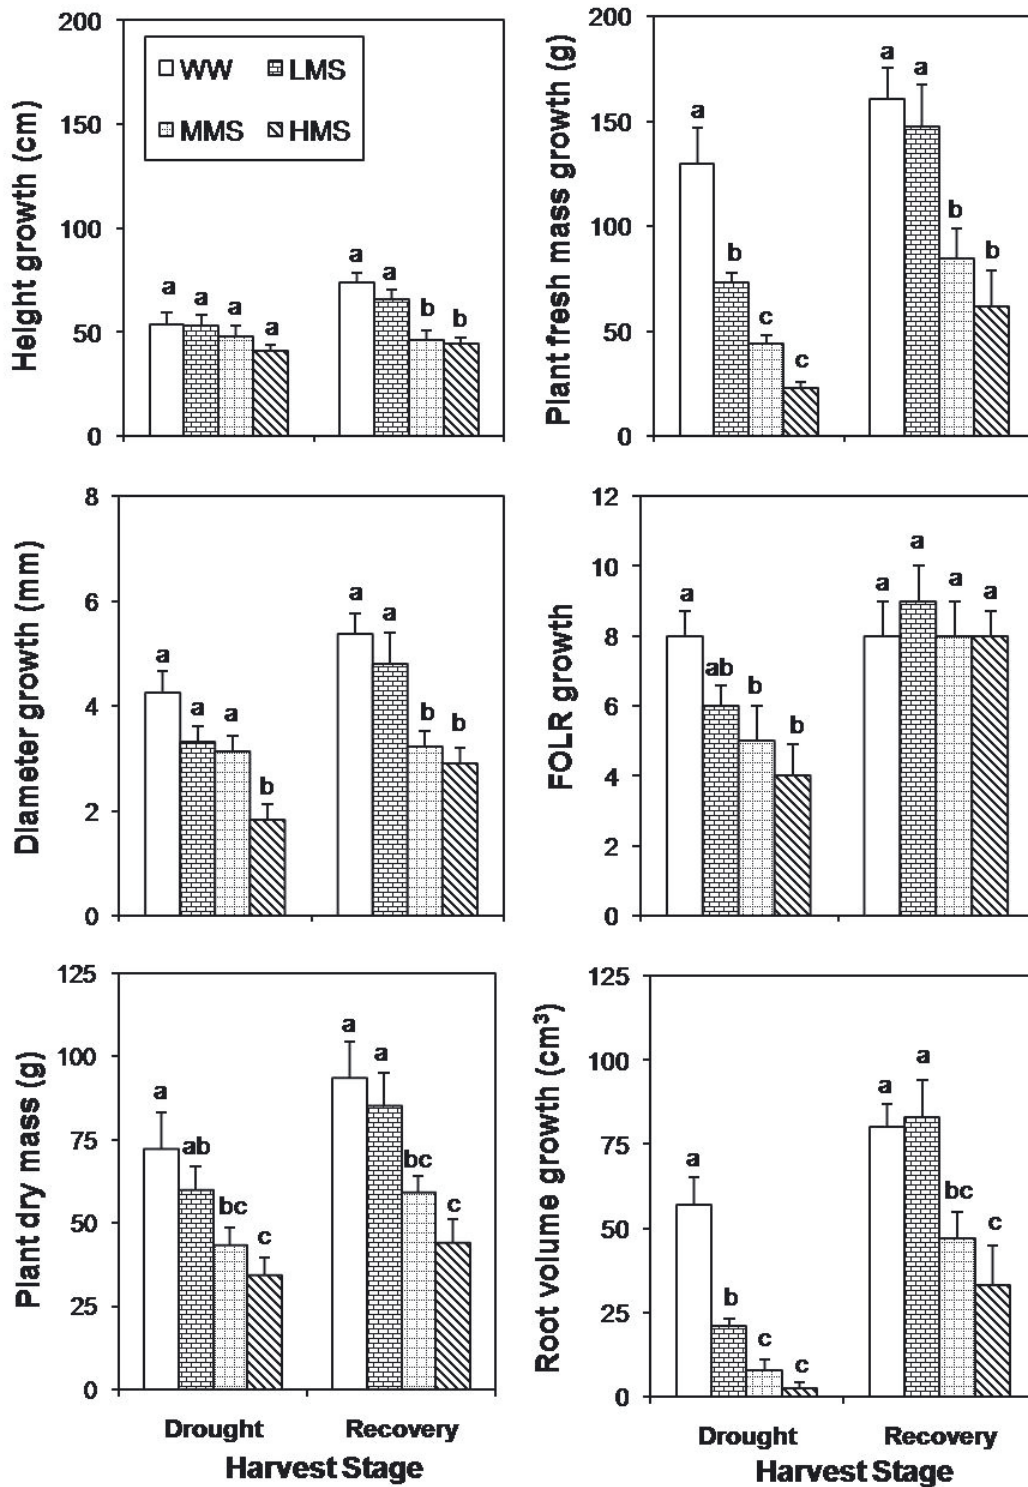 Height growth (cm)
200
150
100
50
0
WW LMS
MMS HMS
a a a a
a a b b
Plant fresh mass growth (g)
200
150
100
50
0
a b c c
a a b b
Diameter growth (mm)
8
6
4
2
0
a a a b
a a b b
FOLR growth
12
10
8
6
4
2
0
a ab b b
a a a a
Plant dry mass (g)
125
100
75
50
25
0
a ab bc c
a a bc c
Drought Recovery
Harvest Stage
Root volume growth (cm³)
125
100
75
50
25
0
a b c c
a a bc c
Drought Recovery
Harvest Stage